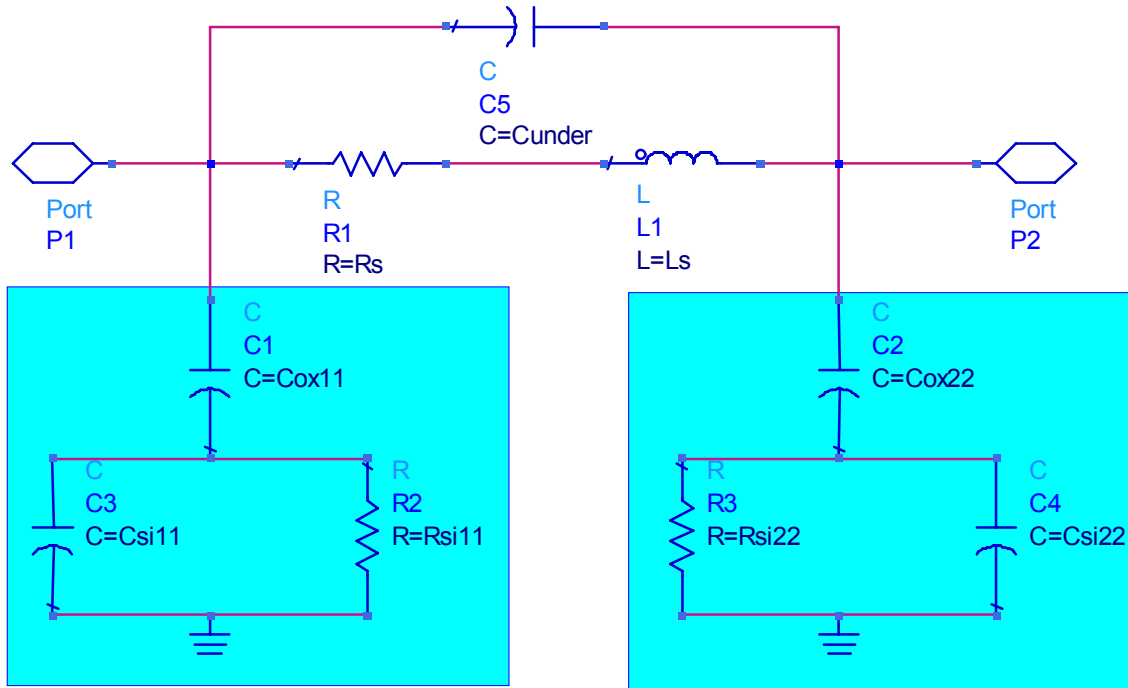 C
C5
C=Cunder
Port
P1
R
R1
R=Rs
L
L1
L=Ls
Port
P2
C
C1
C=Cox11
C
C2
C=Cox22
C
C3
C=Csi11
R
R2
R=Rsi11
R
R3
R=Rsi22
C
C4
C=Csi22